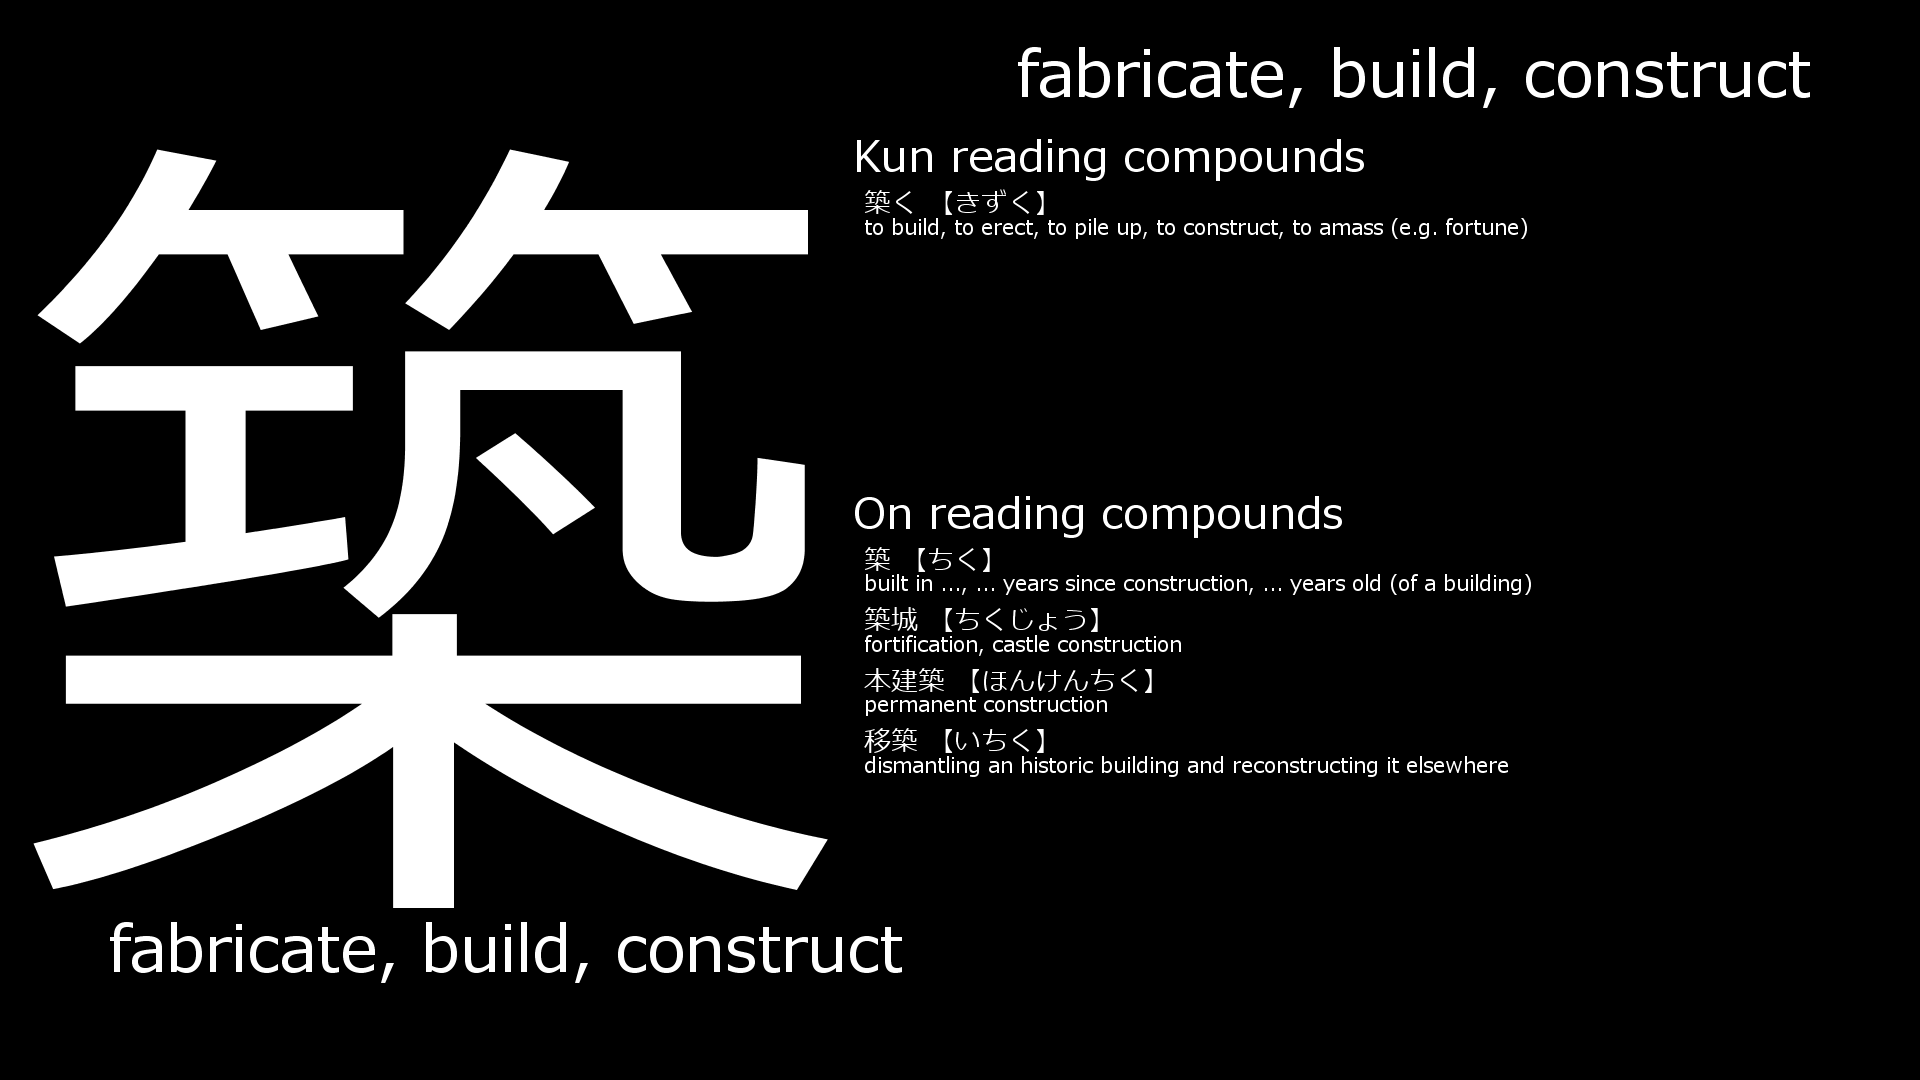 築
fabricate, build, construct
fabricate, build, construct
Kun reading compounds
築く 【きずく】
to build, to erect, to pile up, to construct, to amass (e.g. fortune)
On reading compounds
築 【ちく】
built in ..., ... years since construction, ... years old (of a building)
築城 【ちくじょう】
fortification, castle construction
本建築 【ほんけんちく】
permanent construction
移築 【いちく】
dismantling an historic building and reconstructing it elsewhere